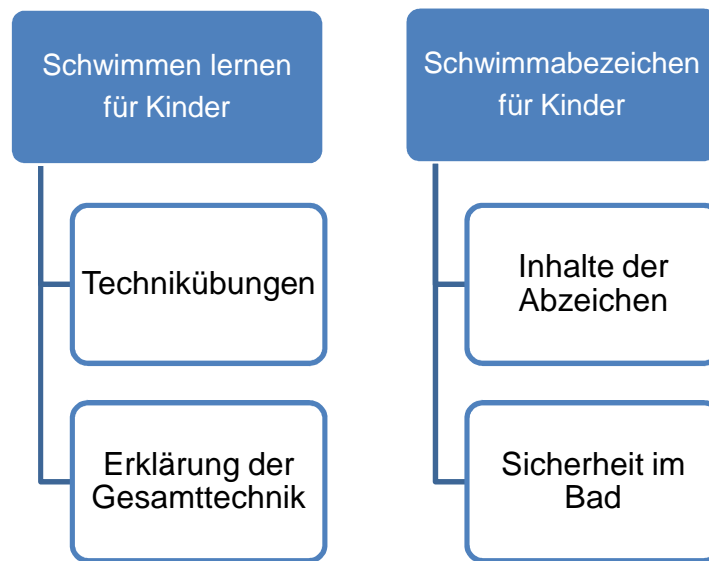 Schwimmen lernen
für Kinder
Technikübungen
Erklärung der
Gesamttechnik
Schwimmabezeichen
für Kinder
Inhalte der
Abzeichen
Sicherheit im
Bad